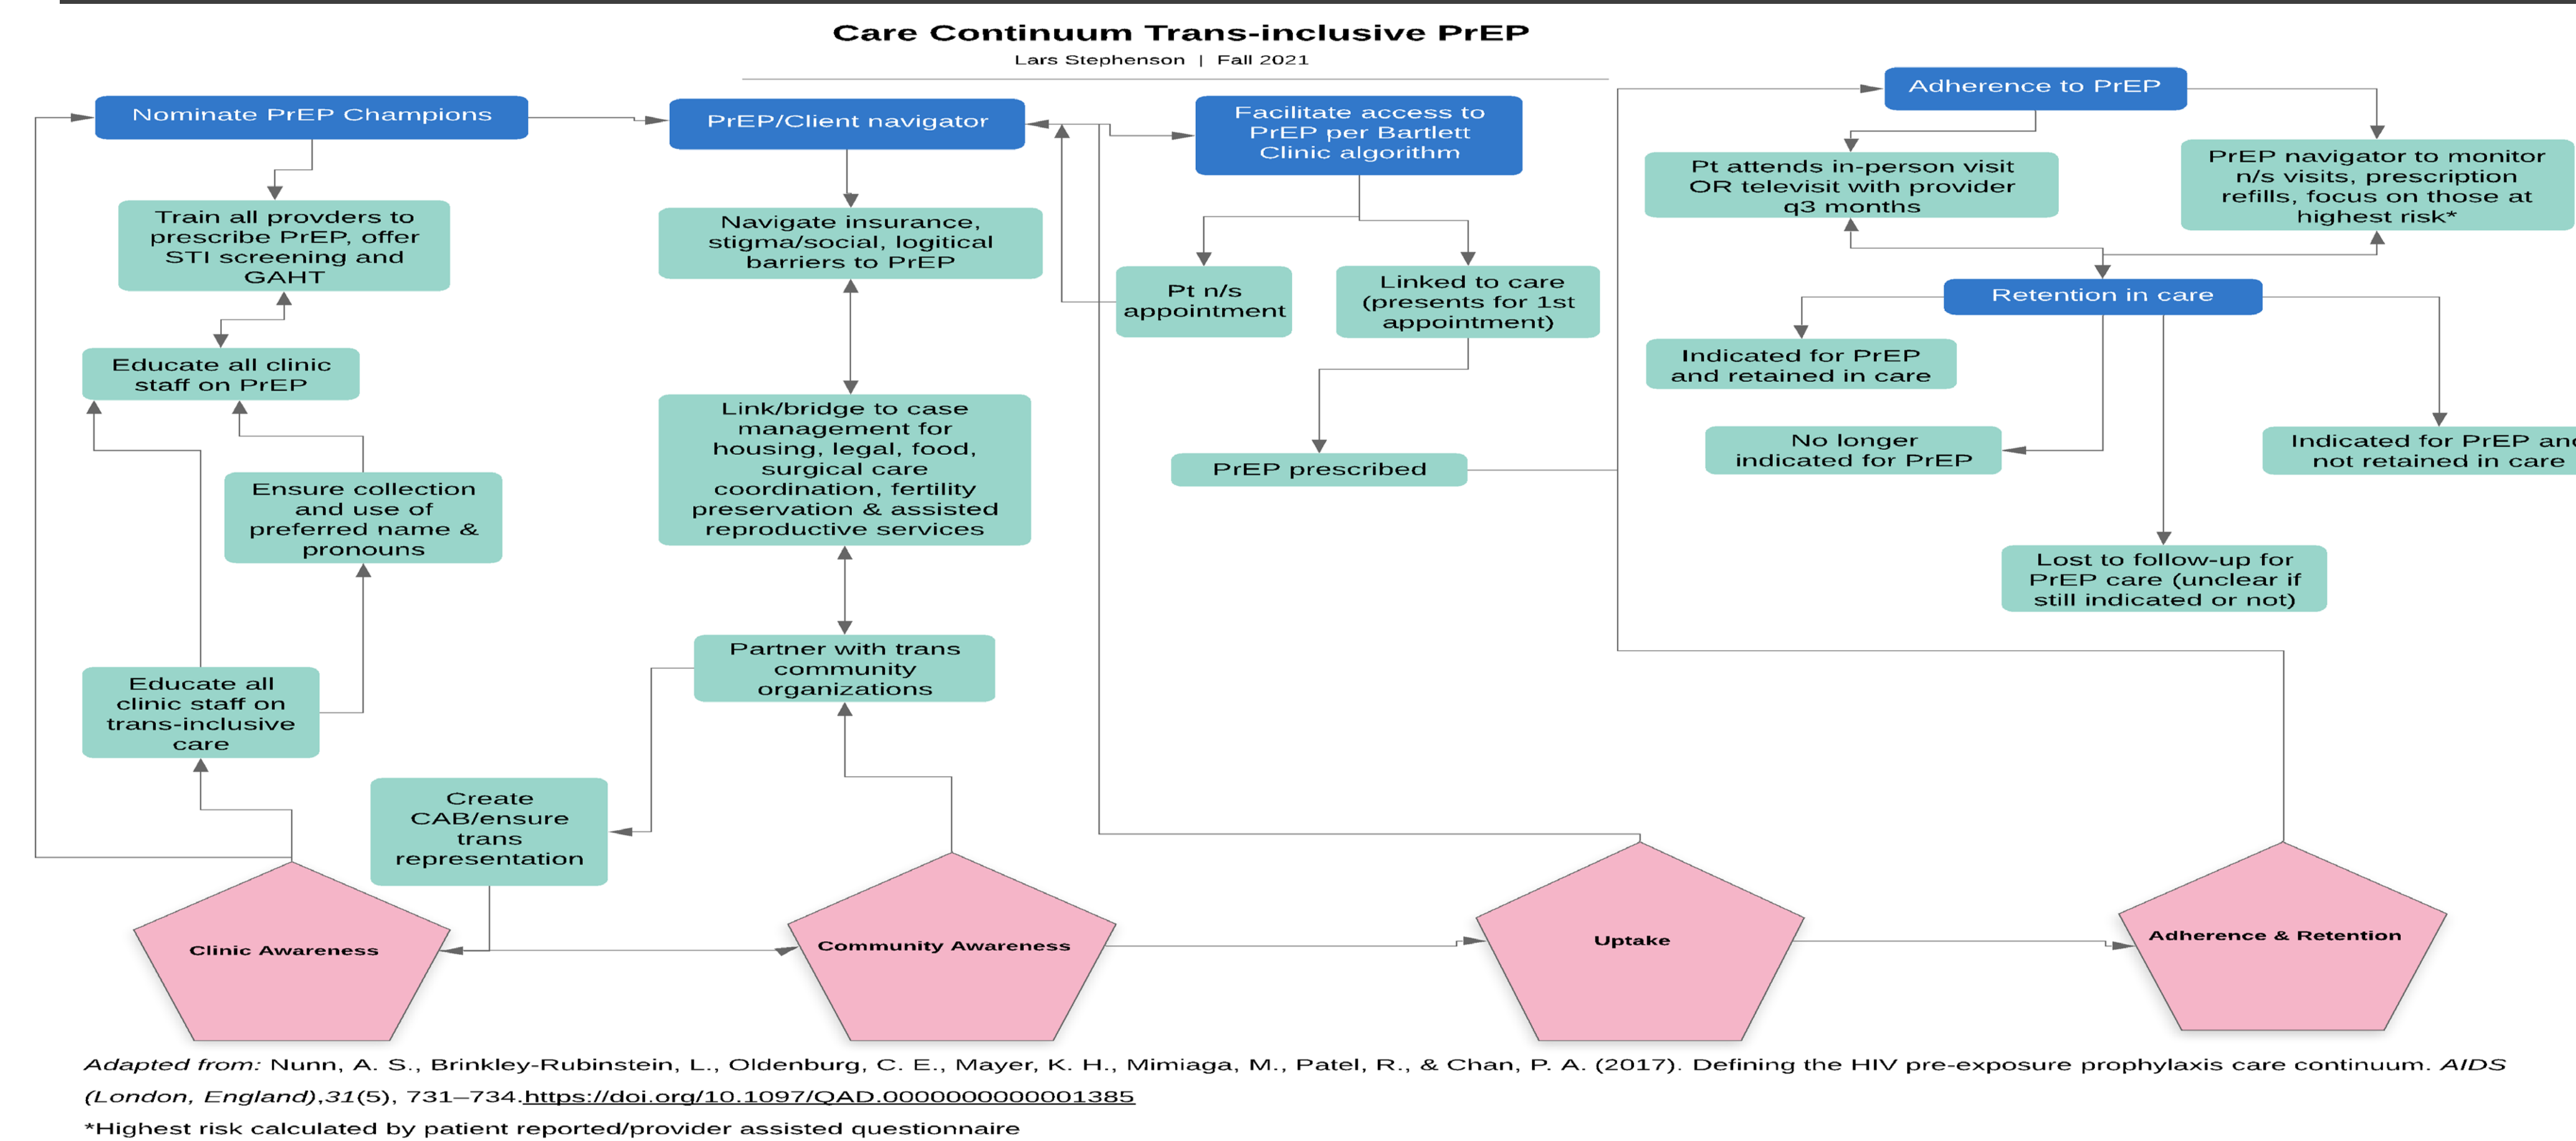 Care Continuum Trans-inclusive PrEP
Lars Stephenson | Fall 2021
Nominate PrEP Champions
Train all provders to
prescribe PrEP, offer
STI screening and
GAHT
Educate all clinic
staff on PrEP
Ensure collection
and use of
preferred name &
pronouns
Educate all
clinic staff on
trans-inclusive
care
Create
CAB/ensure
trans
representation
PrEP/Client navigator
Navigate insurance,
stigma/social, logitical
barriers to PrEP
Link/bridge to case
management for
housing, legal, food,
surgical care
coordination, fertility
preservation & assisted
reproductive services
Partner with trans
community
organizations
Facilitate access to
PrEP per Bartlett
Clinic algorithm
Pt n/s
appointment
Linked to care
(presents for 1st
appointment)
PrEP prescribed
Adherence to PrEP
Pt attends in-person visit
OR televisit with provider
q3 months
PrEP navigator to monitor
n/s visits, prescription
refills, focus on those at
highest risk*
Retention in care
Indicated for PrEP
and retained in care
No longer
indicated for PrEP
Indicated for PrEP and
not retained in care
Lost to follow-up for
PrEP care (unclear if
still indicated or not)
Clinic Awareness
Community Awareness
Uptake
Adherence & Retention
Adapted from: Nunn, A. S., Brinkley-Rubinstein, L., Oldenburg, C. E., Mayer, K. H., Mimiaga, M., Patel, R., & Chan, P. A. (2017). Defining the HIV pre-exposure prophylaxis care continuum. AIDS
(London, England),31(5), 731–734.https://doi.org/10.1097/QAD.0000000000001385
*Highest risk calculated by patient reported/provider assisted questionnaire